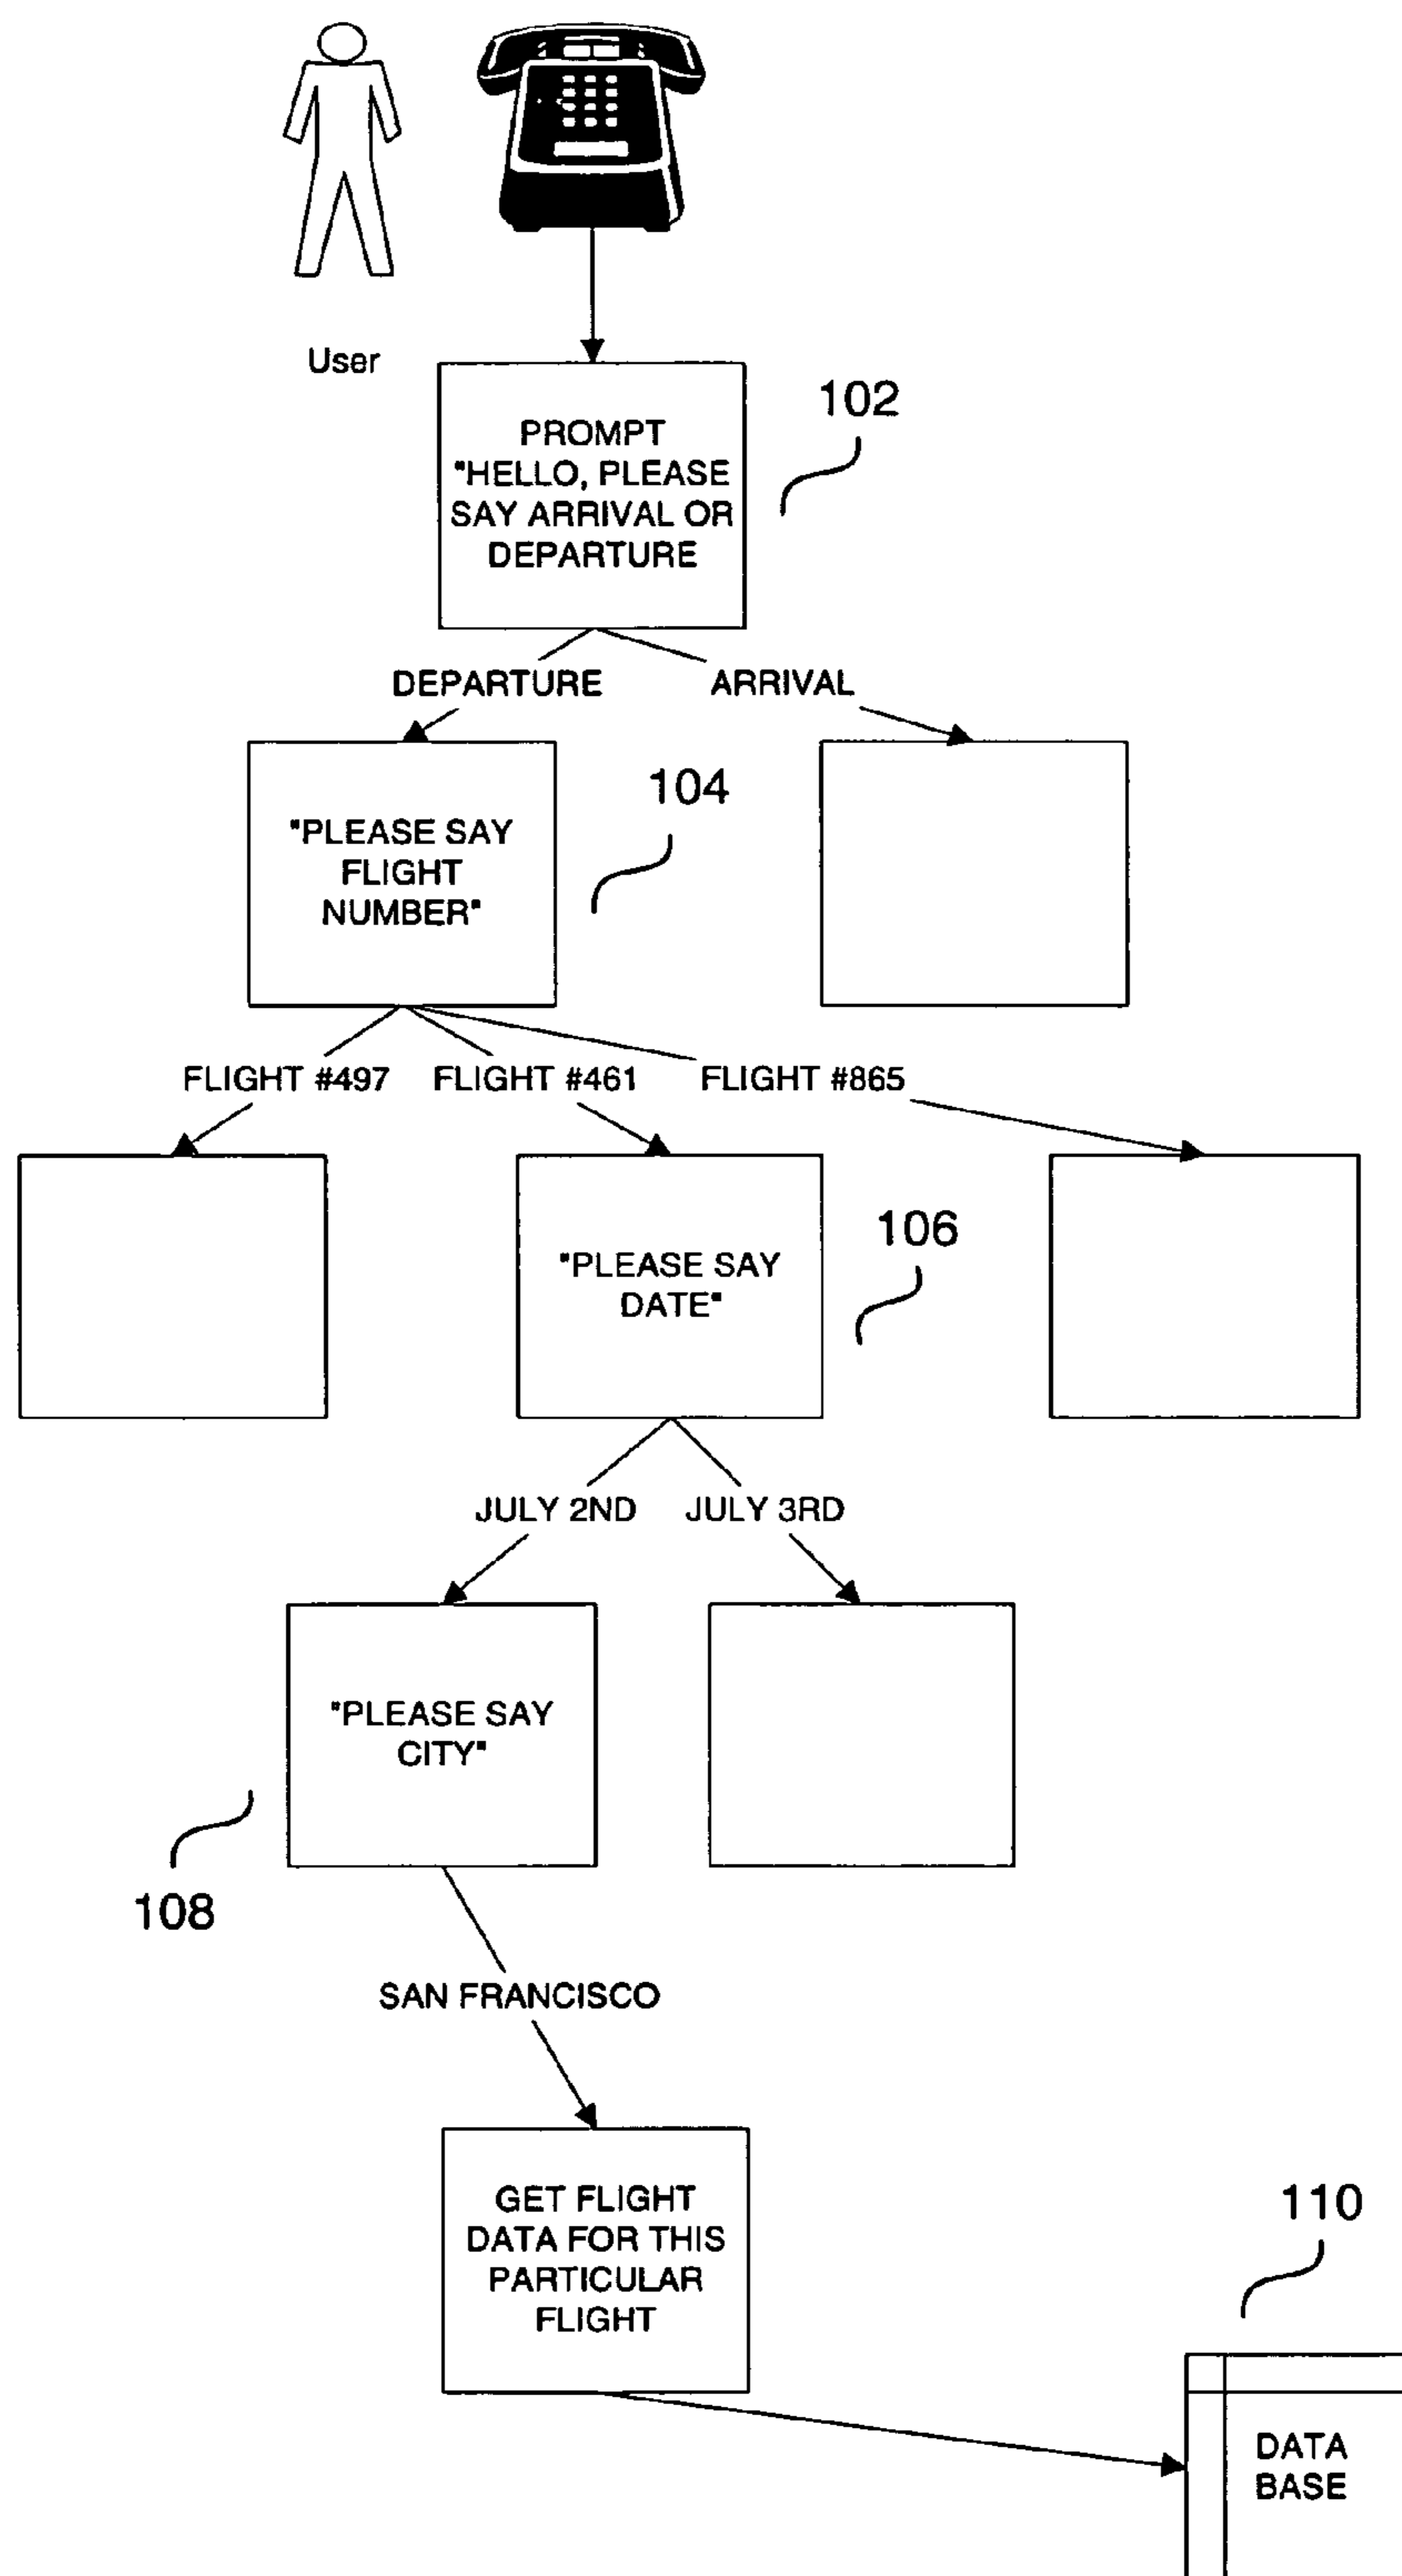 User
102
PROMPT
"HELLO, PLEASE
SAY ARRIVAL OR
DEPARTURE
DEPARTURE
ARRIVAL
104
"PLEASE SAY
FLIGHT
NUMBER"
FLIGHT #497
FLIGHT #461
FLIGHT #865
106
"PLEASE SAY
DATE"
JULY 2ND
JULY 3RD
"PLEASE SAY
CITY"
108
SAN FRANCISCO
GET FLIGHT
DATA FOR THIS
PARTICULAR
FLIGHT
110
DATA
BASE